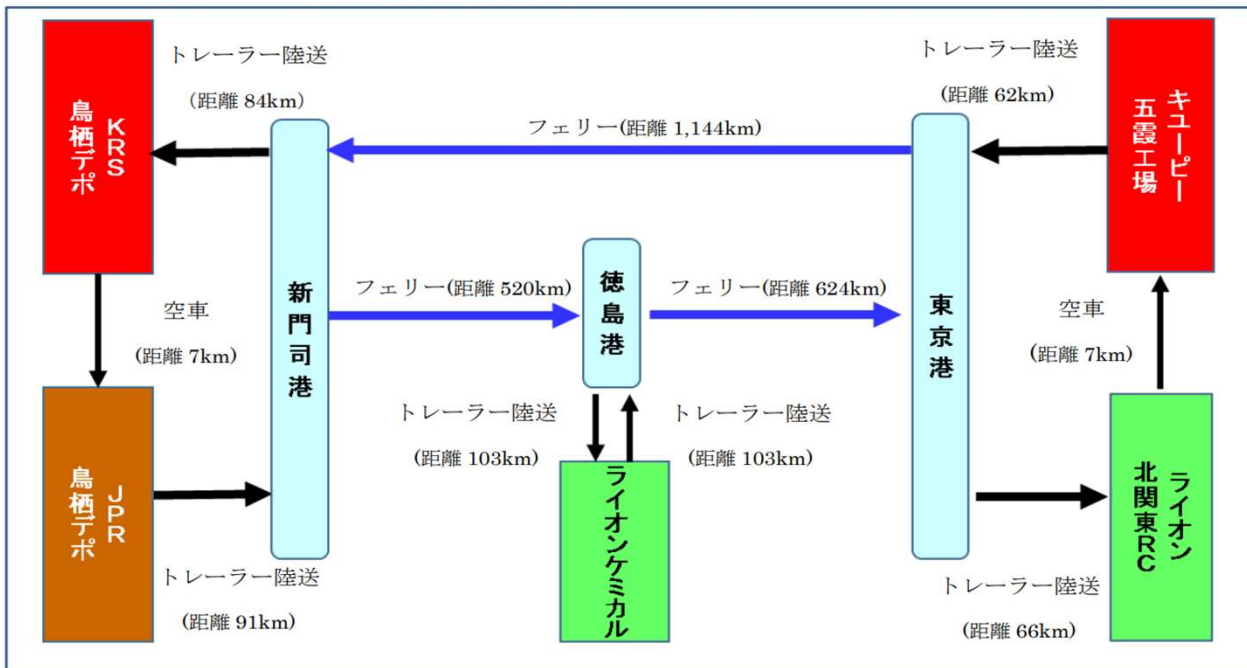 トレーラー陸送
(距離 84km)
KRS
鳥栖デポ
トレーラー陸送
(距離 62km)
キユーピー
五霞工場
フェリー(距離 1,144km)
新門司港
フェリー(距離 520km)
徳島港
フェリー(距離 624km)
東京港
空車
(距離 7km)
空車
(距離 7km)
JPR
鳥栖デポ
トレーラー陸送
(距離 91km)
トレーラー陸送
(距離 103km)
トレーラー陸送
(距離 103km)
ライオンケミカル
ライオン
北関東RC
トレーラー陸送
(距離 66km)